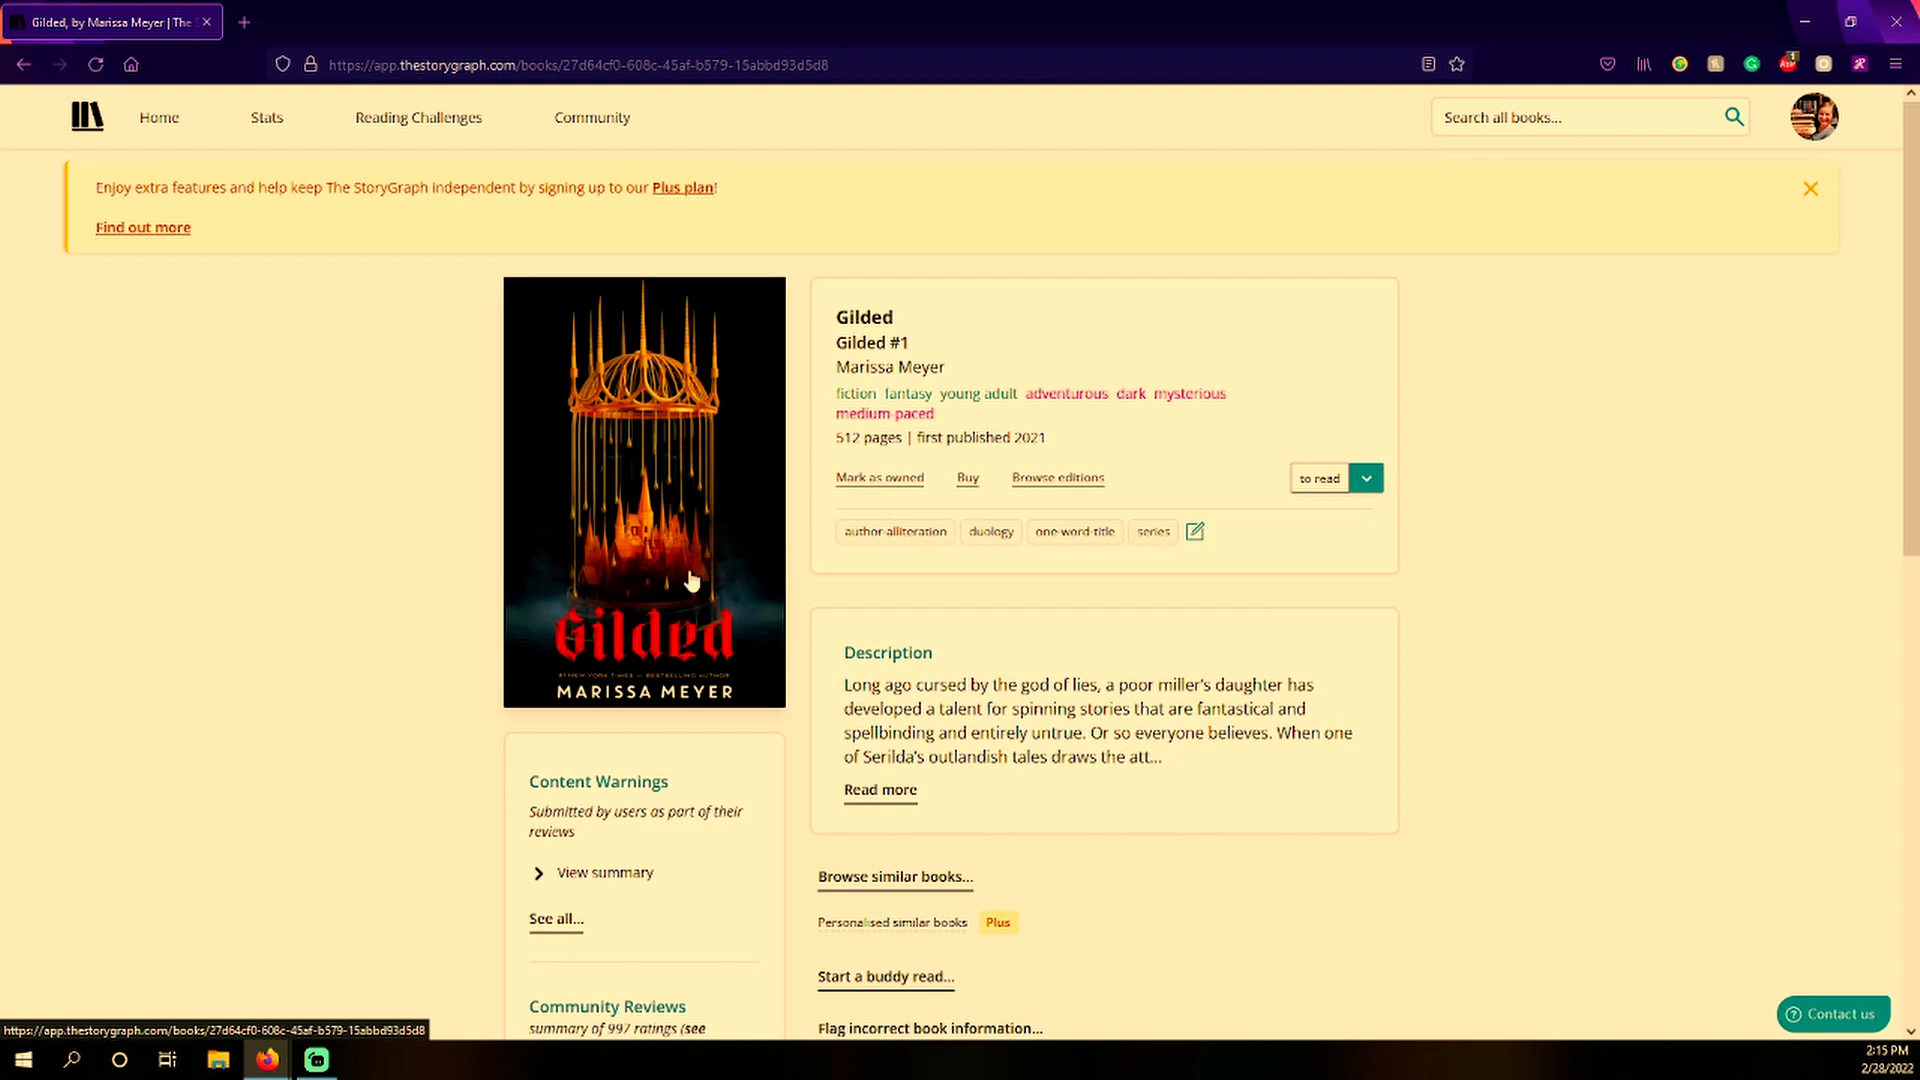 Gilded, by Marissa Meyer | The
https://app.thestorygraph.com/books/27d64cf0-608c-45af-b579-15abbd93d5d8
Home Stats Reading Challenges Community Search all books...
Enjoy extra features and help keep The StoryGraph independent by signing up to our Plus plan!
Find out more
Gilded
#1 NEW YORK TIMES — BESTSELLING AUTHOR
MARISSA MEYER
Gilded
Gilded #1
Marissa Meyer
fiction fantasy young adult adventurous dark mysterious
medium-paced
512 pages | first published 2021
Mark as owned Buy Browse editions to read
author-alliteration duology one-word-title series
Description
Long ago cursed by the god of lies, a poor miller's daughter has
developed a talent for spinning stories that are fantastical and
spellbinding and entirely untrue. Or so everyone believes. When one
of Serilda's outlandish tales draws the att...
Read more
Content Warnings
Submitted by users as part of their
reviews
View summary
See all...
Community Reviews
summary of 997 ratings (see
Browse similar books...
Personalised similar books Plus
Start a buddy read...
Flag incorrect book information...
Contact us
https://app.thestorygraph.com/books/27d64cf0-608c-45af-b579-15abbd93d5d8
2:15 PM
2/28/2022